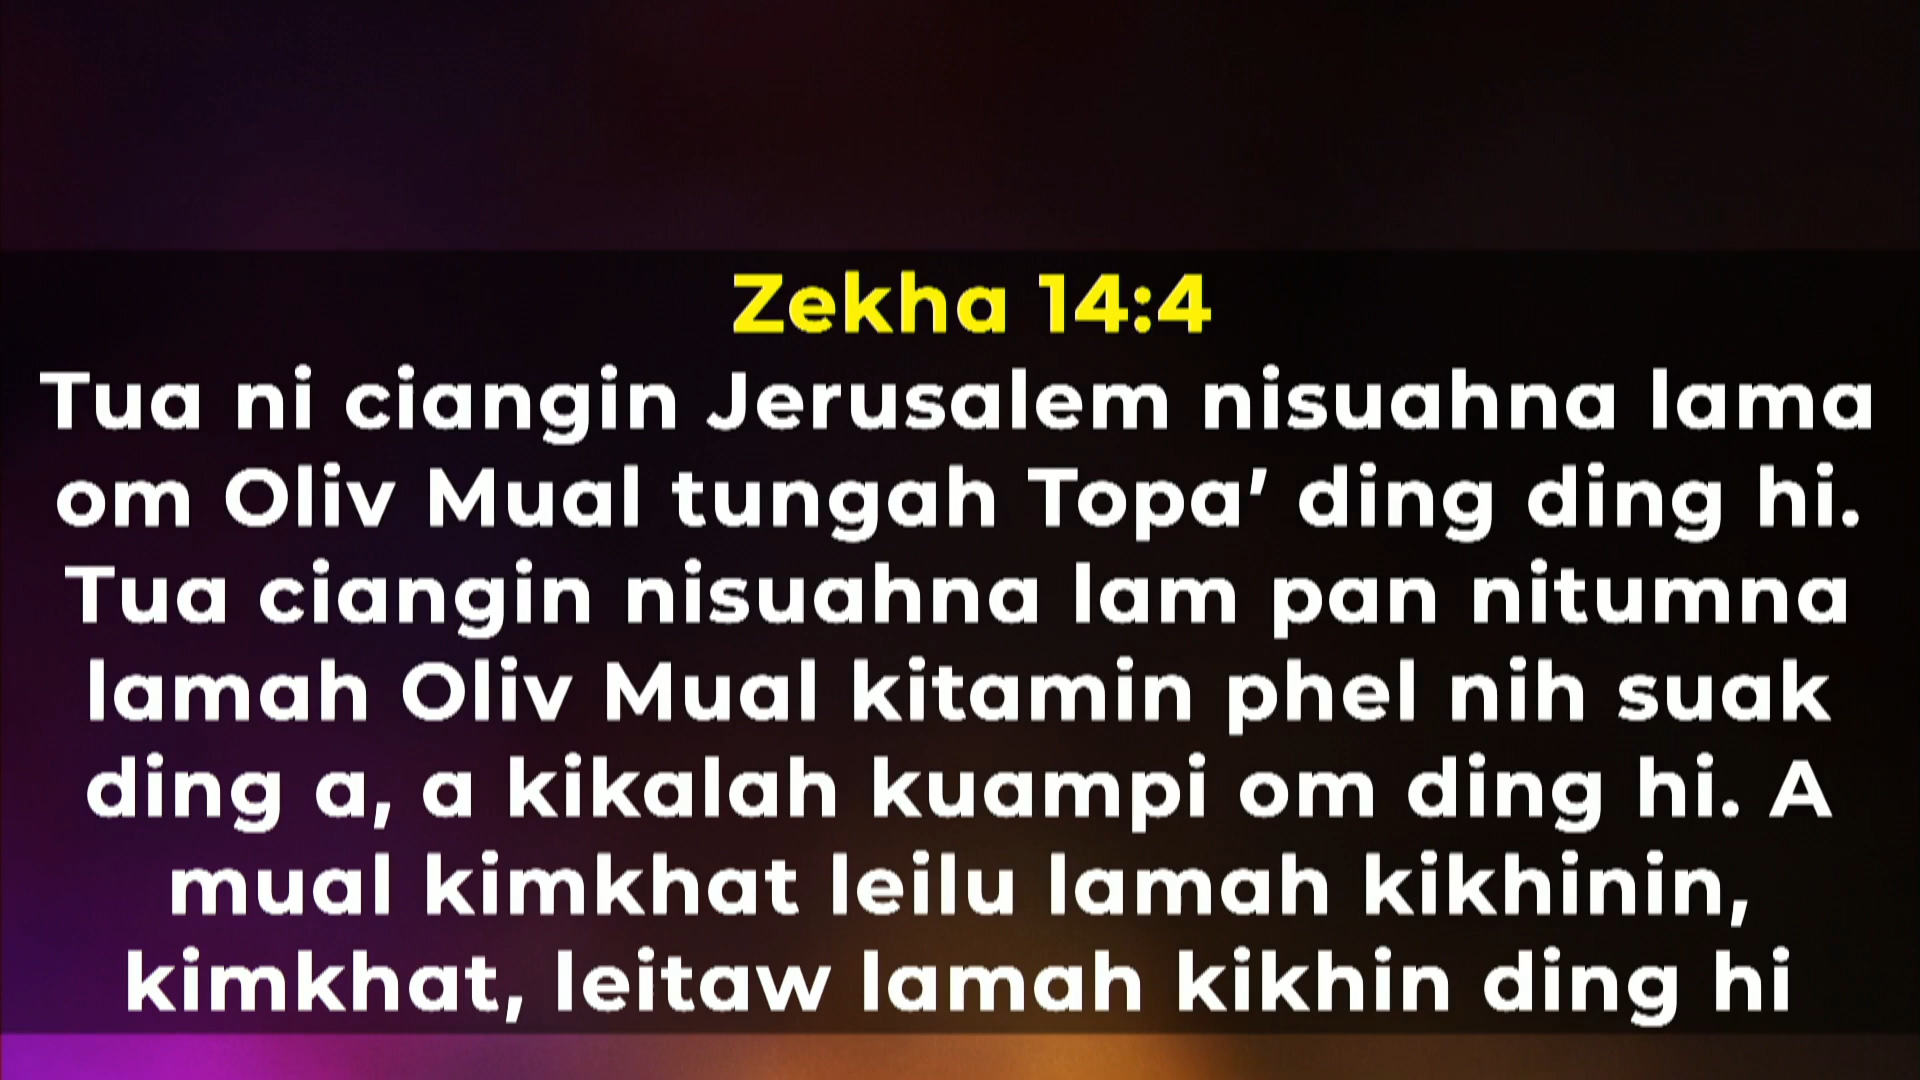 Zekha 14:4
Tua ni ciangin Jerusalem nisuahna lama
om Oliv Mual tungah Topa’ ding ding hi.
Tua ciangin nisuahna lam pan nitumna
lamah Oliv Mual kitamin phel nih suak
ding a, a kikalah kuampi om ding hi. A
mual kimkhat leilu lamah kikhinin,
kimkhat, leitaw lamah kikhin ding hi